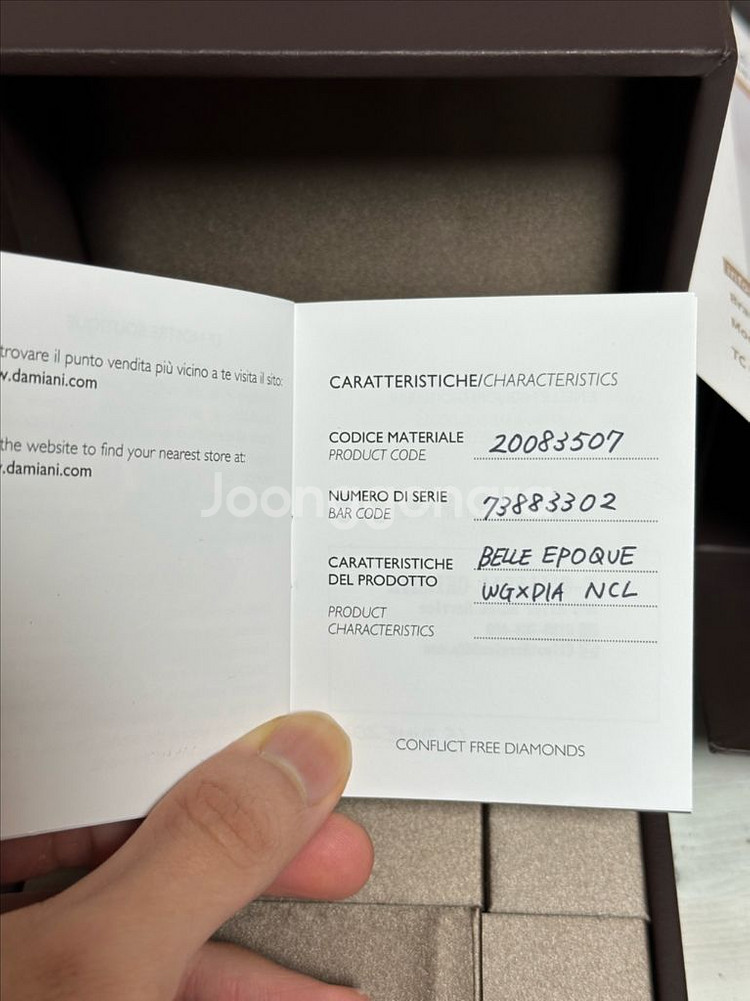 trovare il punto vendita più vicino a te visita il sito:
.damiani.com
the website to find your nearest store at:
.damiani.com
CARATTERISTICHE/CHARACTERISTICS
CODICE MATERIALE 20083507
PRODUCT CODE
NUMERO DI SERIE 73883302
BAR CODE
CARATTERISTICHE BELLE EPOQUE
DEL PRODOTTO WGXDIA NCL
PRODUCT
CHARACTERISTICS
CONFLICT FREE DIAMONDS